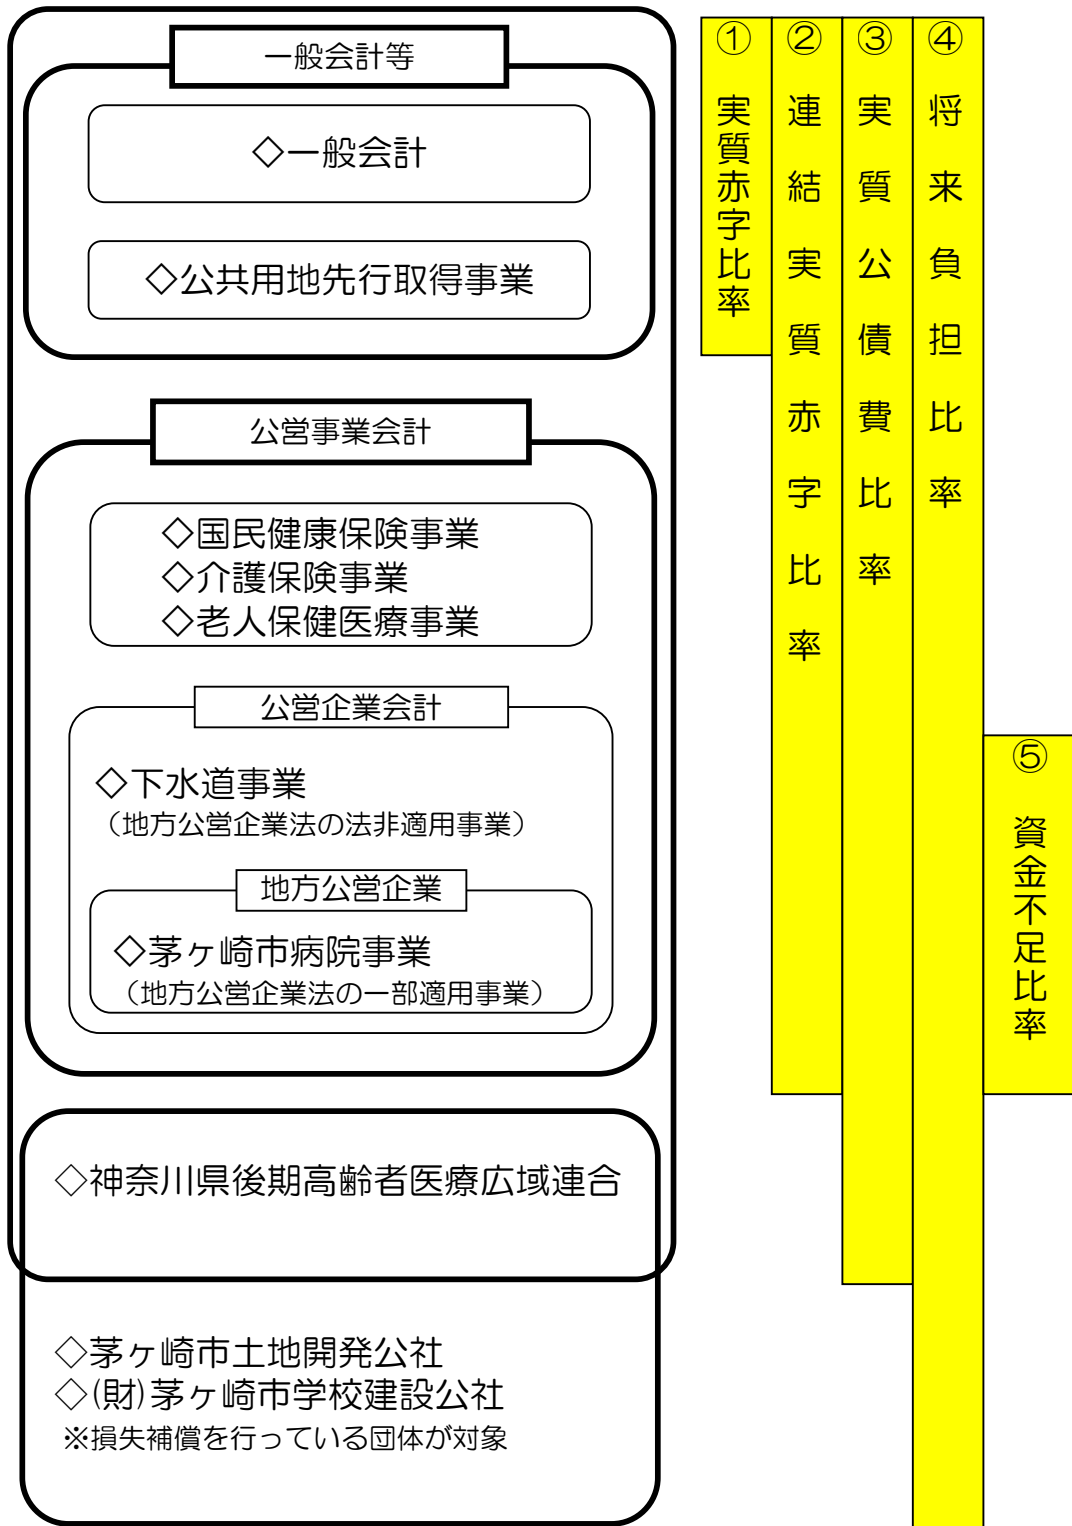 一般会計等
◇一般会計
◇公共用地先行取得事業
公営事業会計
◇国民健康保険事業
◇介護保険事業
◇老人保健医療事業
公営企業会計
◇下水道事業
（地方公営企業法の法非適用事業）
地方公営企業
◇茅ヶ崎市病院事業
（地方公営企業法の一部適用事業）
◇神奈川県後期高齢者医療広域連合
◇茅ヶ崎市土地開発公社
◇(財)茅ヶ崎市学校建設公社
※損失補償を行っている団体が対象
①実質赤字比率
②連結実質赤字比率
③実質公債費比率
④将来負担比率
⑤資金不足比率